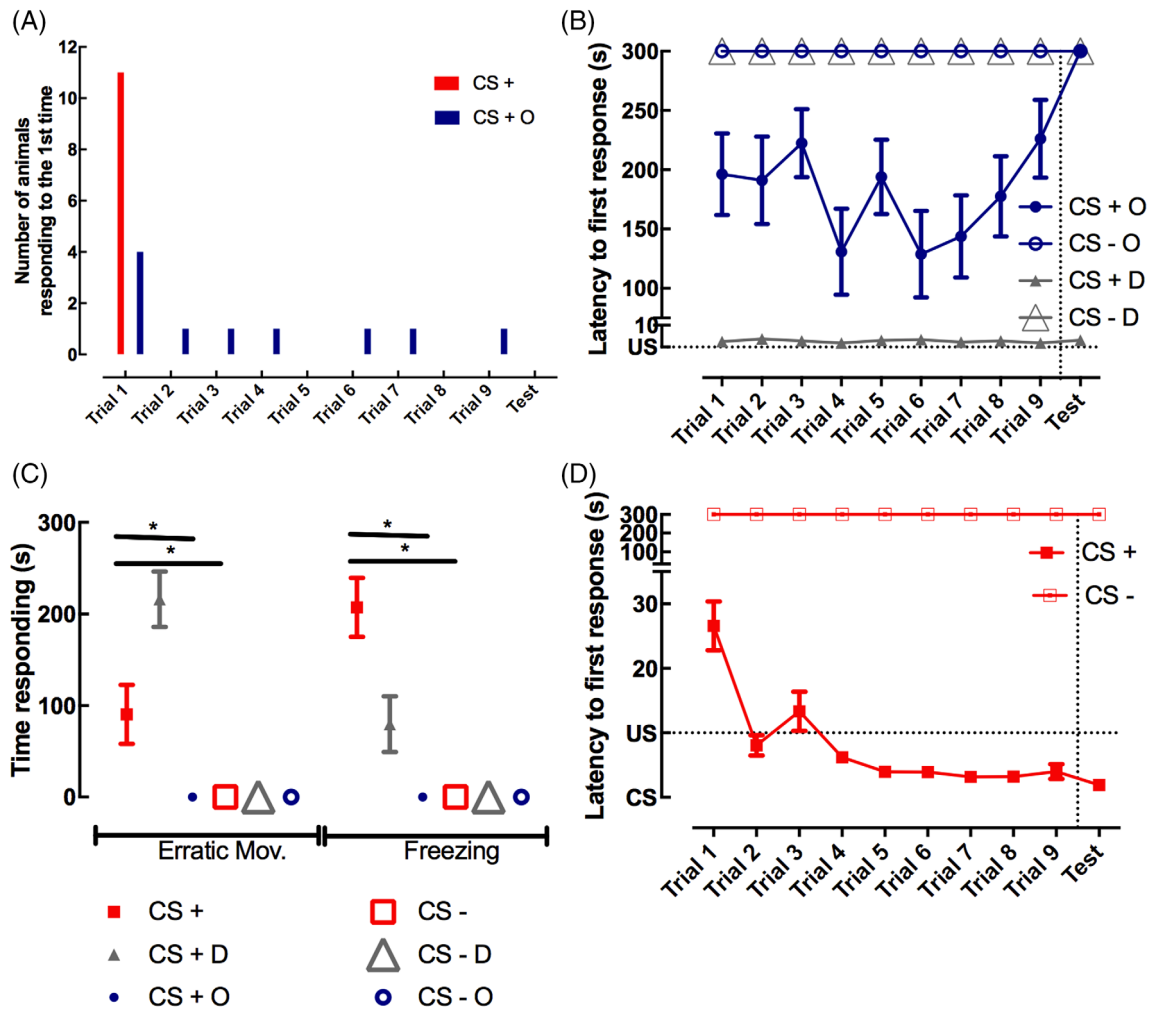 (A)
Number of animals
responding to the 1st time
12
10
8
6
4
2
0
CS +
CS + O
Trial 1
Trial 2
Trial 3
Trial 4
Trial 5
Trial 6
Trial 7
Trial 8
Trial 9
Test
(B)
Latency to first response (s)
300
250
200
150
100
10
US
CS + O
CS - O
CS + D
CS - D
Trial 1
Trial 2
Trial 3
Trial 4
Trial 5
Trial 6
Trial 7
Trial 8
Trial 9
Test
(C)
Time responding (s)
300
200
100
0
*
*
*
*
Erratic Mov.
Freezing
CS +
CS -
CS + D
CS - D
CS + O
CS - O
(D)
Latency to first response (s)
300
200
100
30
20
US
CS
CS +
CS -
Trial 1
Trial 2
Trial 3
Trial 4
Trial 5
Trial 6
Trial 7
Trial 8
Trial 9
Test